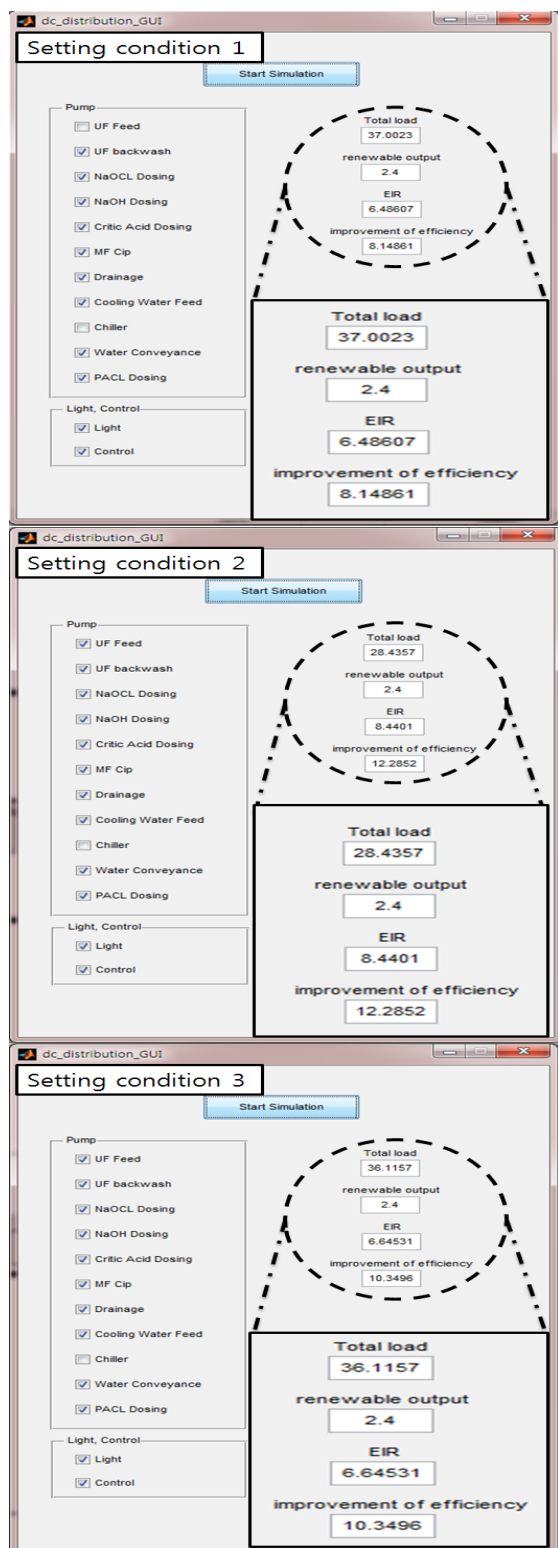 dc_distribution_GUI
Setting condition 1
Start Simulation
Pump
UF Feed
UF backwash
NaOCL Dosing
NaOH Dosing
Critic Acid Dosing
MF Cip
Drainage
Cooling Water Feed
Chiller
Water Conveyance
PACL Dosing
Light, Control
Light
Control
Total load
37.0023
renewable output
2.4
EIR
6.48607
improvement of efficiency
8.14861
Total load
37.0023
renewable output
2.4
EIR
6.48607
improvement of efficiency
8.14861
dc_distribution_GUI
Setting condition 2
Start Simulation
Pump
UF Feed
UF backwash
NaOCL Dosing
NaOH Dosing
Critic Acid Dosing
MF Cip
Drainage
Cooling Water Feed
Chiller
Water Conveyance
PACL Dosing
Light, Control
Light
Control
Total load
28.4357
renewable output
2.4
EIR
8.4401
improvement of efficiency
12.2852
Total load
28.4357
renewable output
2.4
EIR
8.4401
improvement of efficiency
12.2852
dc_distribution_GUI
Setting condition 3
Start Simulation
Pump
UF Feed
UF backwash
NaOCL Dosing
NaOH Dosing
Critic Acid Dosing
MF Cip
Drainage
Cooling Water Feed
Chiller
Water Conveyance
PACL Dosing
Light, Control
Light
Control
Total load
36.1157
renewable output
2.4
EIR
6.64531
improvement of efficiency
10.3496
Total load
36.1157
renewable output
2.4
EIR
6.64531
improvement of efficiency
10.3496